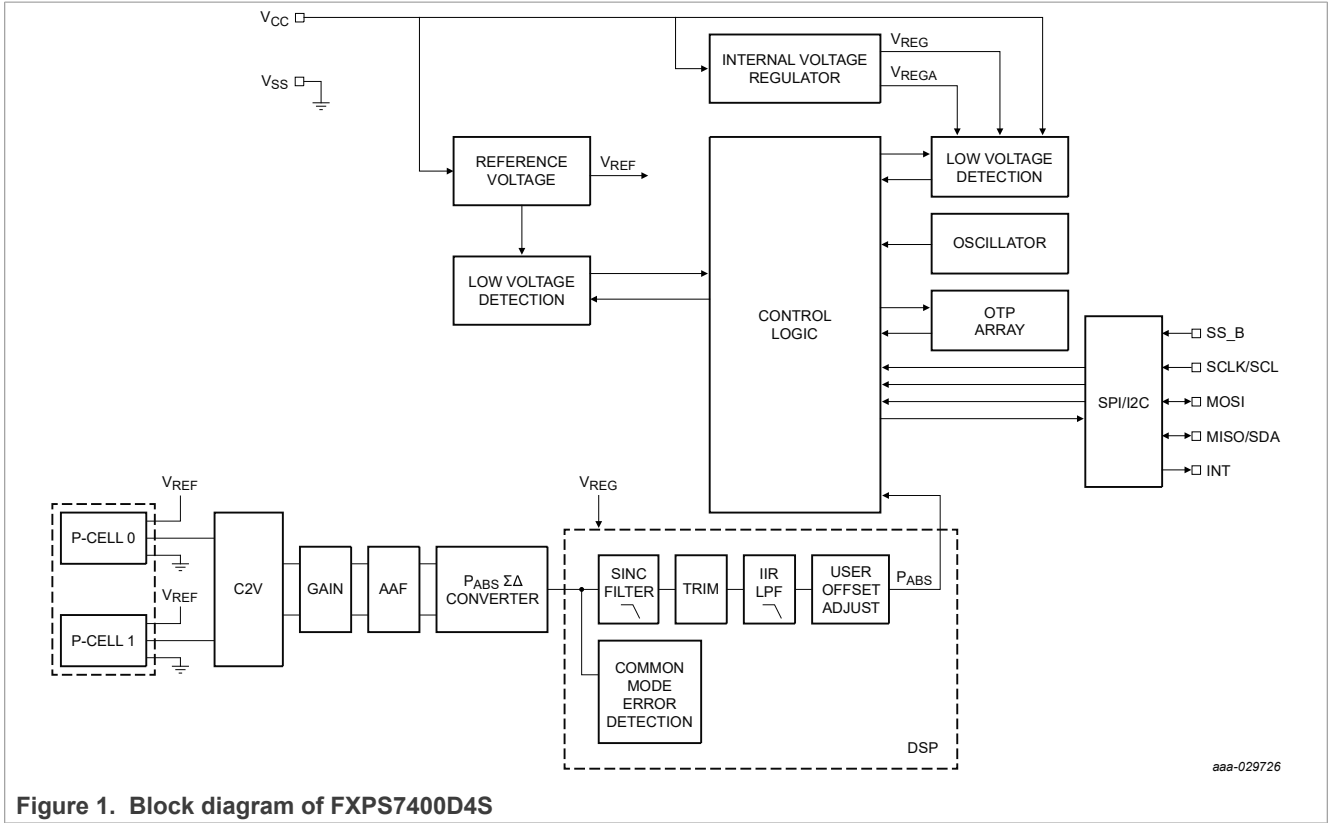 VCC
VSS
INTERNAL VOLTAGE
REGULATOR
VREG
VREGA
REFERENCE
VOLTAGE
VREF
LOW VOLTAGE
DETECTION
LOW VOLTAGE
DETECTION
CONTROL
LOGIC
OSCILLATOR
OTP
ARRAY
SPI/I2C
SS_B
SCLK/SCL
MOSI
MISO/SDA
INT
VREF
P-CELL 0
VREF
P-CELL 1
C2V
GAIN
AAF
PABS ΣΔ
CONVERTER
VREG
SINC
FILTER
TRIM
IIR
LPF
USER
OFFSET
ADJUST
PABS
COMMON
MODE
ERROR
DETECTION
DSP
aaa-029726
Figure 1. Block diagram of FXPS7400D4S